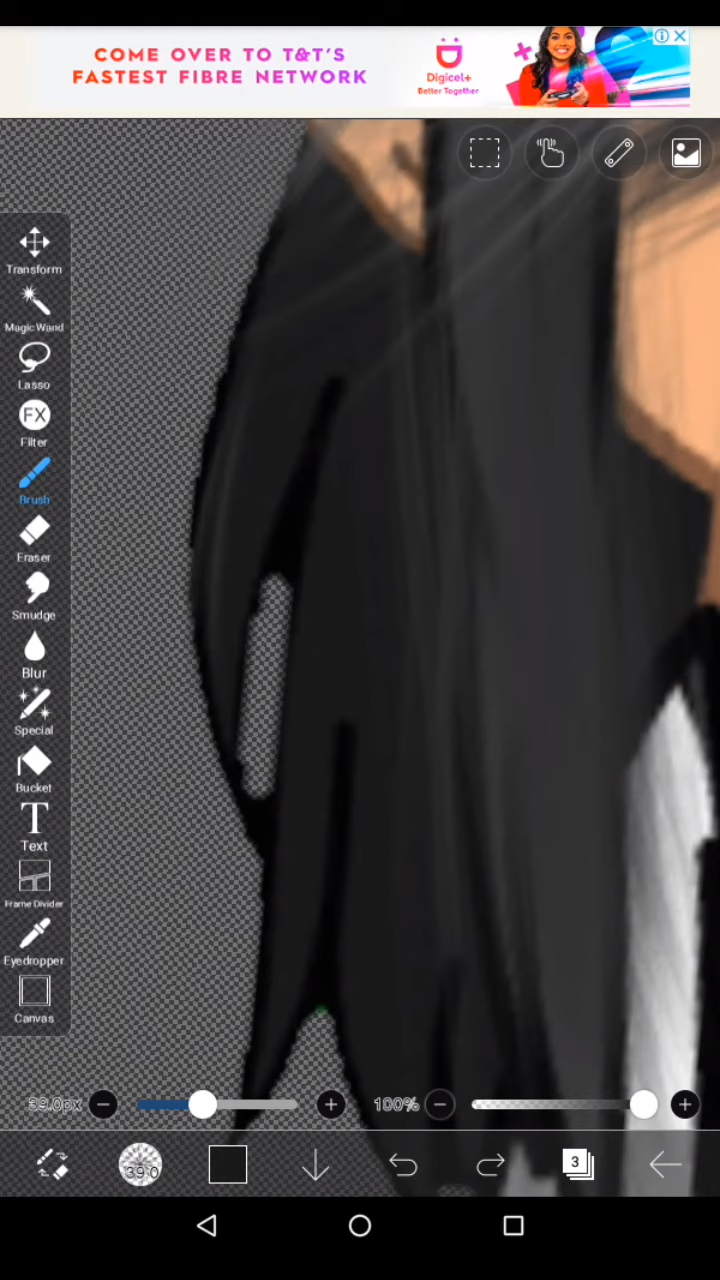 COME OVER TO T&T'S
FASTEST FIBRE NETWORK
Digicel+
Better Together
Transform
Magic Wand
Lasso
FX
Filter
Brush
Eraser
Smudge
Blur
Special
Bucket
T
Text
Frame Divider
Eyedropper
Canvas
39.0px
100%
39.0
3